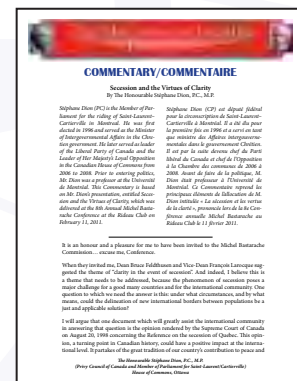 COMMENTARY/COMMENTAIRE
Secession and the Virtues of Clarity
By The Honourable Stéphane Dion, P.C., M.P.
Stéphane Dion (PC) is the Member of Par-
liament for the riding of Saint-Laurent-
Cartierville in Montreal. He was first
elected in 1996 and served as the Minister
of Intergovernmental Affairs in the Chre-
tien government. He later served as leader
of the Liberal Party of Canada and the
Leader of Her Majesty's Loyal Opposition
in the Canadian House of Commons from
2006 to 2008. Prior to entering politics,
Mr. Dion was a professor at the Université
de Montréal. This Commentary is based
on Mr. Dion's presentation, entitled Seces-
sion and the Virtues of Clarity, which was
delivered at the 8th Annual Michel Basta-
rache Conference at the Rideau Club on
February 11, 2011.
Stéphane Dion (CP) est député fédéral
pour la circonscription de Saint-Laurent-
Cartierville à Montréal. Il a été élu pour
la première fois en 1996 et a servi en tant
que ministre des Affaires intergouverne-
mentales dans le gouvernement Chrétien.
Il est par la suite devenu chef du Parti
libéral du Canada et chef de l'Opposition
à la Chambre des communes de 2006 à
2008. Avant de faire de la politique, M.
Dion était professeur à l'Université de
Montréal. Ce Commentaire reprend les
principaux éléments de l'allocution de M.
Dion intitulée « La sécession et les vertus
de la clarté », prononcée lors de la 8e Con-
férence annuelle Michel Bastarache au
Rideau Club le 11 février 2011.
It is an honour and a pleasure for me to have been invited to the Michel Bastarache
Commission… excuse me, Conference.
When they invited me, Dean Bruce Feldthusen and Vice-Dean François Larocque sug-
gested the theme of "clarity in the event of secession". And indeed, I believe this is
a theme that needs to be addressed, because the phenomenon of secession poses a
major challenge for a good many countries and for the international community. One
question to which we need the answer is this: under what circumstances, and by what
means, could the delineation of new international borders between populations be a
just and applicable solution?
I will argue that one document which will greatly assist the international community
in answering that question is the opinion rendered by the Supreme Court of Canada
on August 20, 1998 concerning the Reference on the secession of Quebec. This opin-
ion, a turning point in Canadian history, could have a positive impact at the interna-
tional level. It partakes of the great tradition of our country's contribution to peace and
The Honourable Stéphane Dion, P.C., M.P.
(Privy Council of Canada and Member of Parliament for Saint-Laurent/Cartierville)
House of Commons, Ottawa